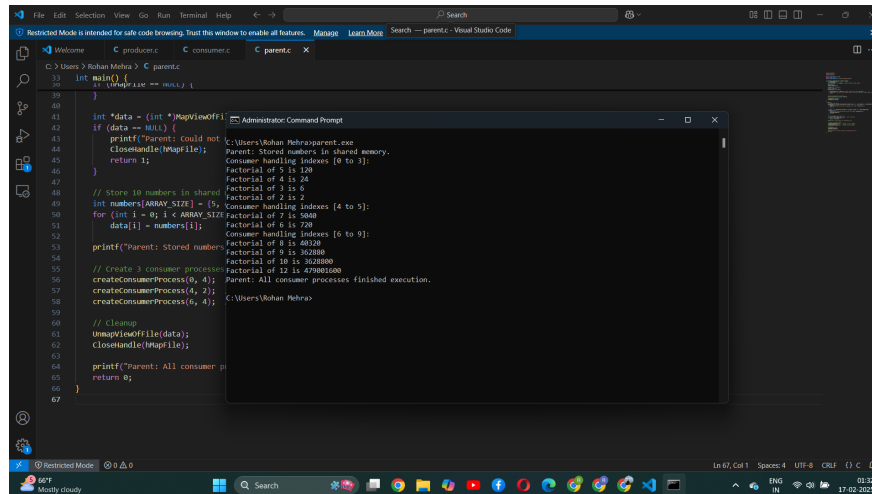 File Edit Selection View Go Run Terminal Help
Search
Restricted Mode is intended for safe code browsing. Trust this window to enable all features. Manage Learn More
Search — parent.c - Visual Studio Code
Welcome C producer.c C consumer.c C parent.c
C: > Users > Rohan Mehra > C parent.c
33 int main() {
39 }
40
41 int *data = (int *)MapViewOfFi
42 if (data == NULL) {
43 printf("Parent: Could not
44 CloseHandle(hMapFile);
45 return 1;
46 }
47
48 // Store 10 numbers in shared
49 int numbers[ARRAY_SIZE] = {5,
50 for (int i = 0; i < ARRAY_SIZE
51 data[i] = numbers[i];
52
53 printf("Parent: Stored numbers
54
55 // Create 3 consumer processes
56 createConsumerProcess(0, 4);
57 createConsumerProcess(4, 2);
58 createConsumerProcess(6, 4);
59
60 // Cleanup
61 UnmapViewOfFile(data);
62 CloseHandle(hMapFile);
63
64 printf("Parent: All consumer p
65 return 0;
66 }
67
Administrator: Command Prompt
C:\Users\Rohan Mehra>parent.exe
Parent: Stored numbers in shared memory.
Consumer handling indexes [0 to 3]:
Factorial of 5 is 120
Factorial of 4 is 24
Factorial of 3 is 6
Factorial of 2 is 2
Consumer handling indexes [4 to 5]:
Factorial of 7 is 5040
Factorial of 6 is 720
Consumer handling indexes [6 to 9]:
Factorial of 8 is 40320
Factorial of 9 is 362880
Factorial of 10 is 3628800
Factorial of 12 is 479001600
Parent: All consumer processes finished execution.
C:\Users\Rohan Mehra>
Restricted Mode 0 0 Ln 67, Col 1 Spaces: 4 UTF-8 CRLF {} C
66°F
Mostly cloudy
Search
ENG
IN
01:32
17-02-202